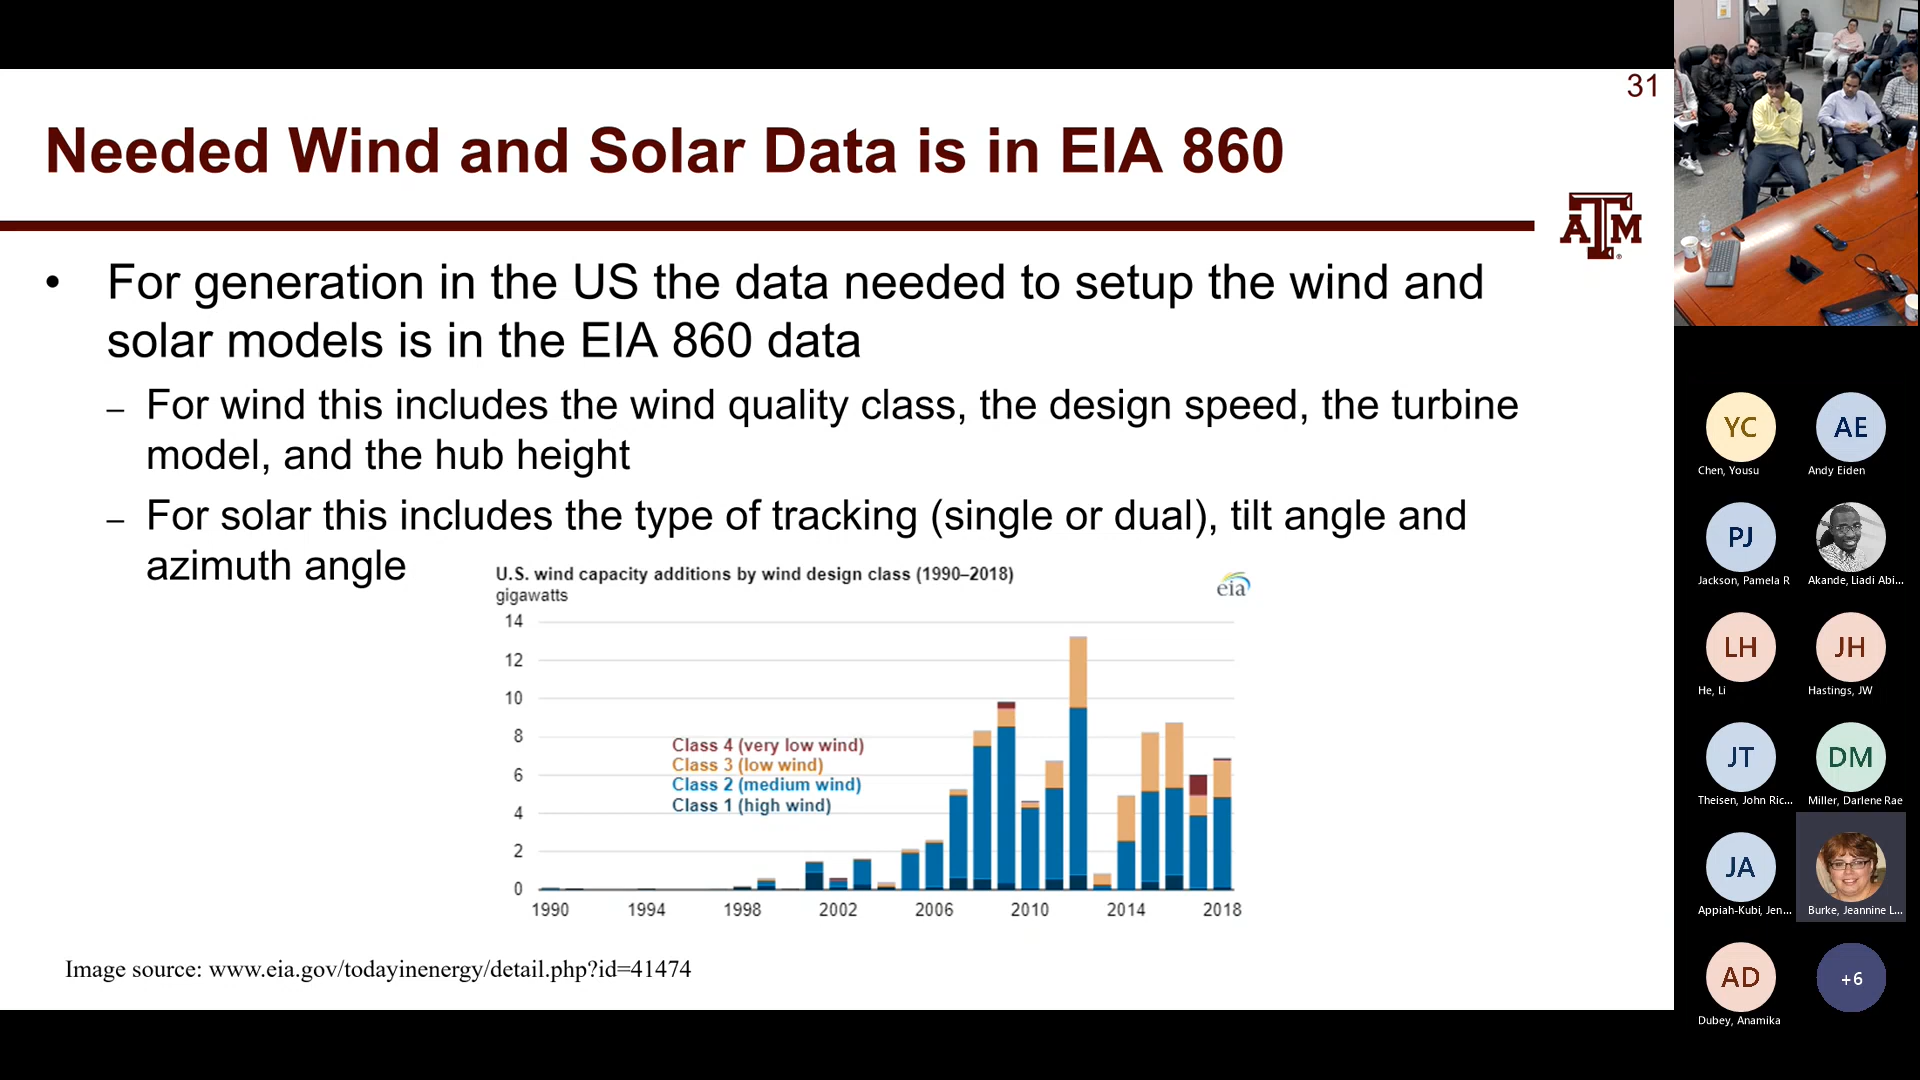 31
Needed Wind and Solar Data is in EIA 860
ATM
• For generation in the US the data needed to setup the wind and
solar models is in the EIA 860 data
– For wind this includes the wind quality class, the design speed, the turbine
model, and the hub height
– For solar this includes the type of tracking (single or dual), tilt angle and
azimuth angle
U.S. wind capacity additions by wind design class (1990–2018)
gigawatts
eia
14
12
10
8
6
4
2
0
Class 4 (very low wind)
Class 3 (low wind)
Class 2 (medium wind)
Class 1 (high wind)
1990 1994 1998 2002 2006 2010 2014 2018
Image source: www.eia.gov/todayinenergy/detail.php?id=41474
YC AE
Chen, Yousu Andy Eiden
PJ
Jackson, Pamela R Akande, Liadi Abi...
LH JH
He, Li Hastings, JW
JT DM
Theisen, John Ric... Miller, Darlene Rae
JA
Appiah-Kubi, Jen... Burke, Jeannine L...
AD +6
Dubey, Anamika